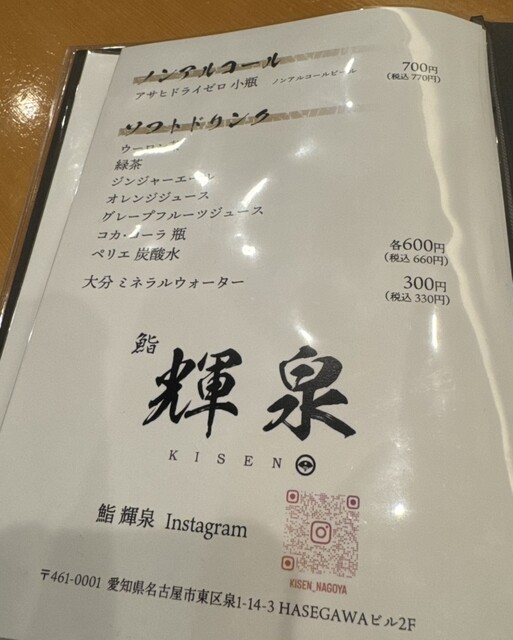 ノンアルコール
アサヒドライゼロ 小瓶 ノンアルコールビール 700円
(税込 770円)
ソフトドリンク
緑茶
ジンジャーエール
オレンジジュース
グレープフルーツジュース
コカ・コーラ 瓶
ペリエ 炭酸水 各600円
(税込 660円)
大分 ミネラルウォーター 300円
(税込 330円)
鮨
輝泉
KISEN
鮨 輝泉 Instagram
KISEN_NAGOYA
〒461-0001 愛知県名古屋市東区泉1-14-3 HASEGAWAビル2F